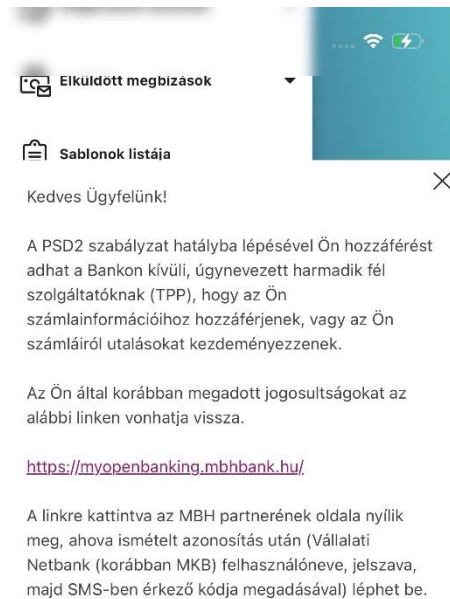 Elküldött megbízások
Sablonok listája
Kedves Ügyfelünk!
A PSD2 szabályzat hatályba lépésével Ön hozzáférést
adhat a Bankon kívüli, úgynevezett harmadik fél
szolgáltatóknak (TPP), hogy az Ön
számlainformációihoz hozzáférjenek, vagy az Ön
számláiról utalásokat kezdeményezzenek.
Az Ön által korábban megadott jogosultságokat az
alábbi linken vonhatja vissza.
https://myopenbanking.mbhbank.hu/
A linkre kattintva az MBH partnerének oldala nyílik
meg, ahova ismételt azonosítás után (Vállalati
Netbank (korábban MKB) felhasználóneve, jelszava,
majd SMS-ben érkező kódja megadásával) léphet be.